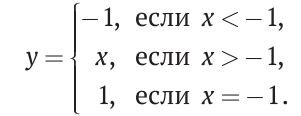 y = { −1, если x < −1,
x, если x > −1,
1, если x = −1.